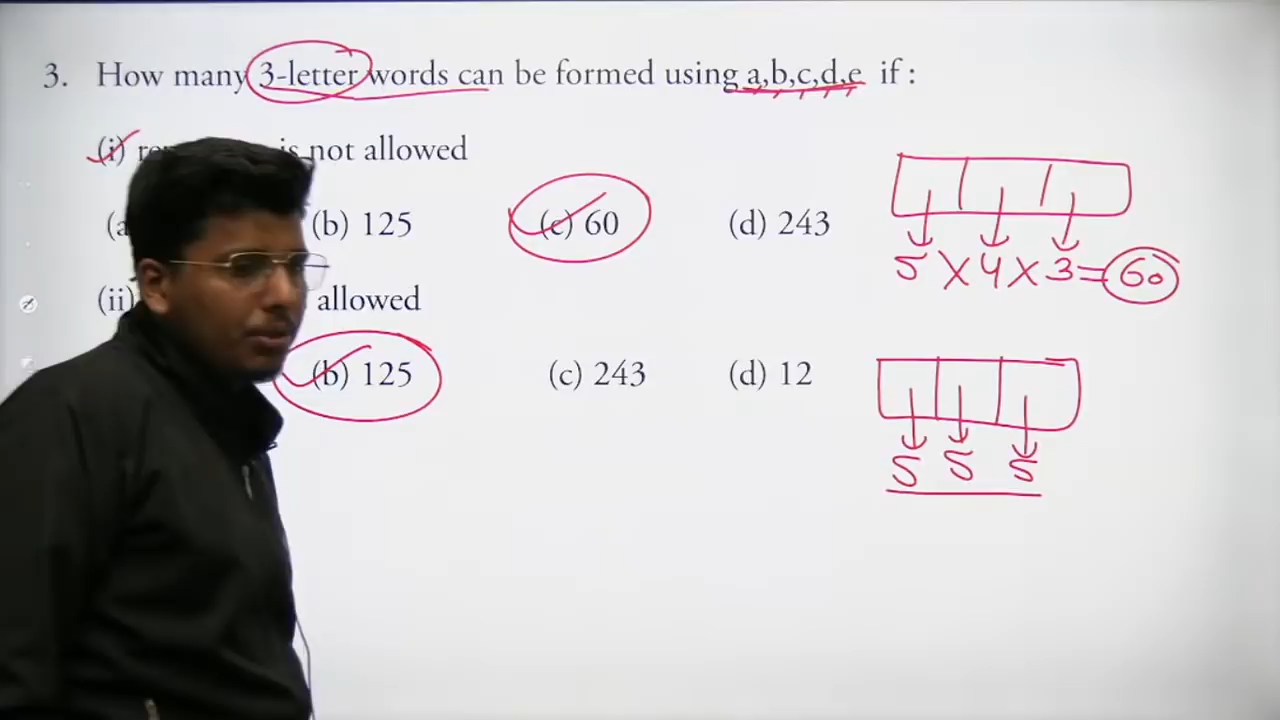 3. How many 3-letter words can be formed using a,b,c,d,e if :
(i) is not allowed
(b) 125 (c) 60 (d) 243
5 X 4 X 3 = 60
(ii) allowed
(b) 125 (c) 243 (d) 12
5 5 5